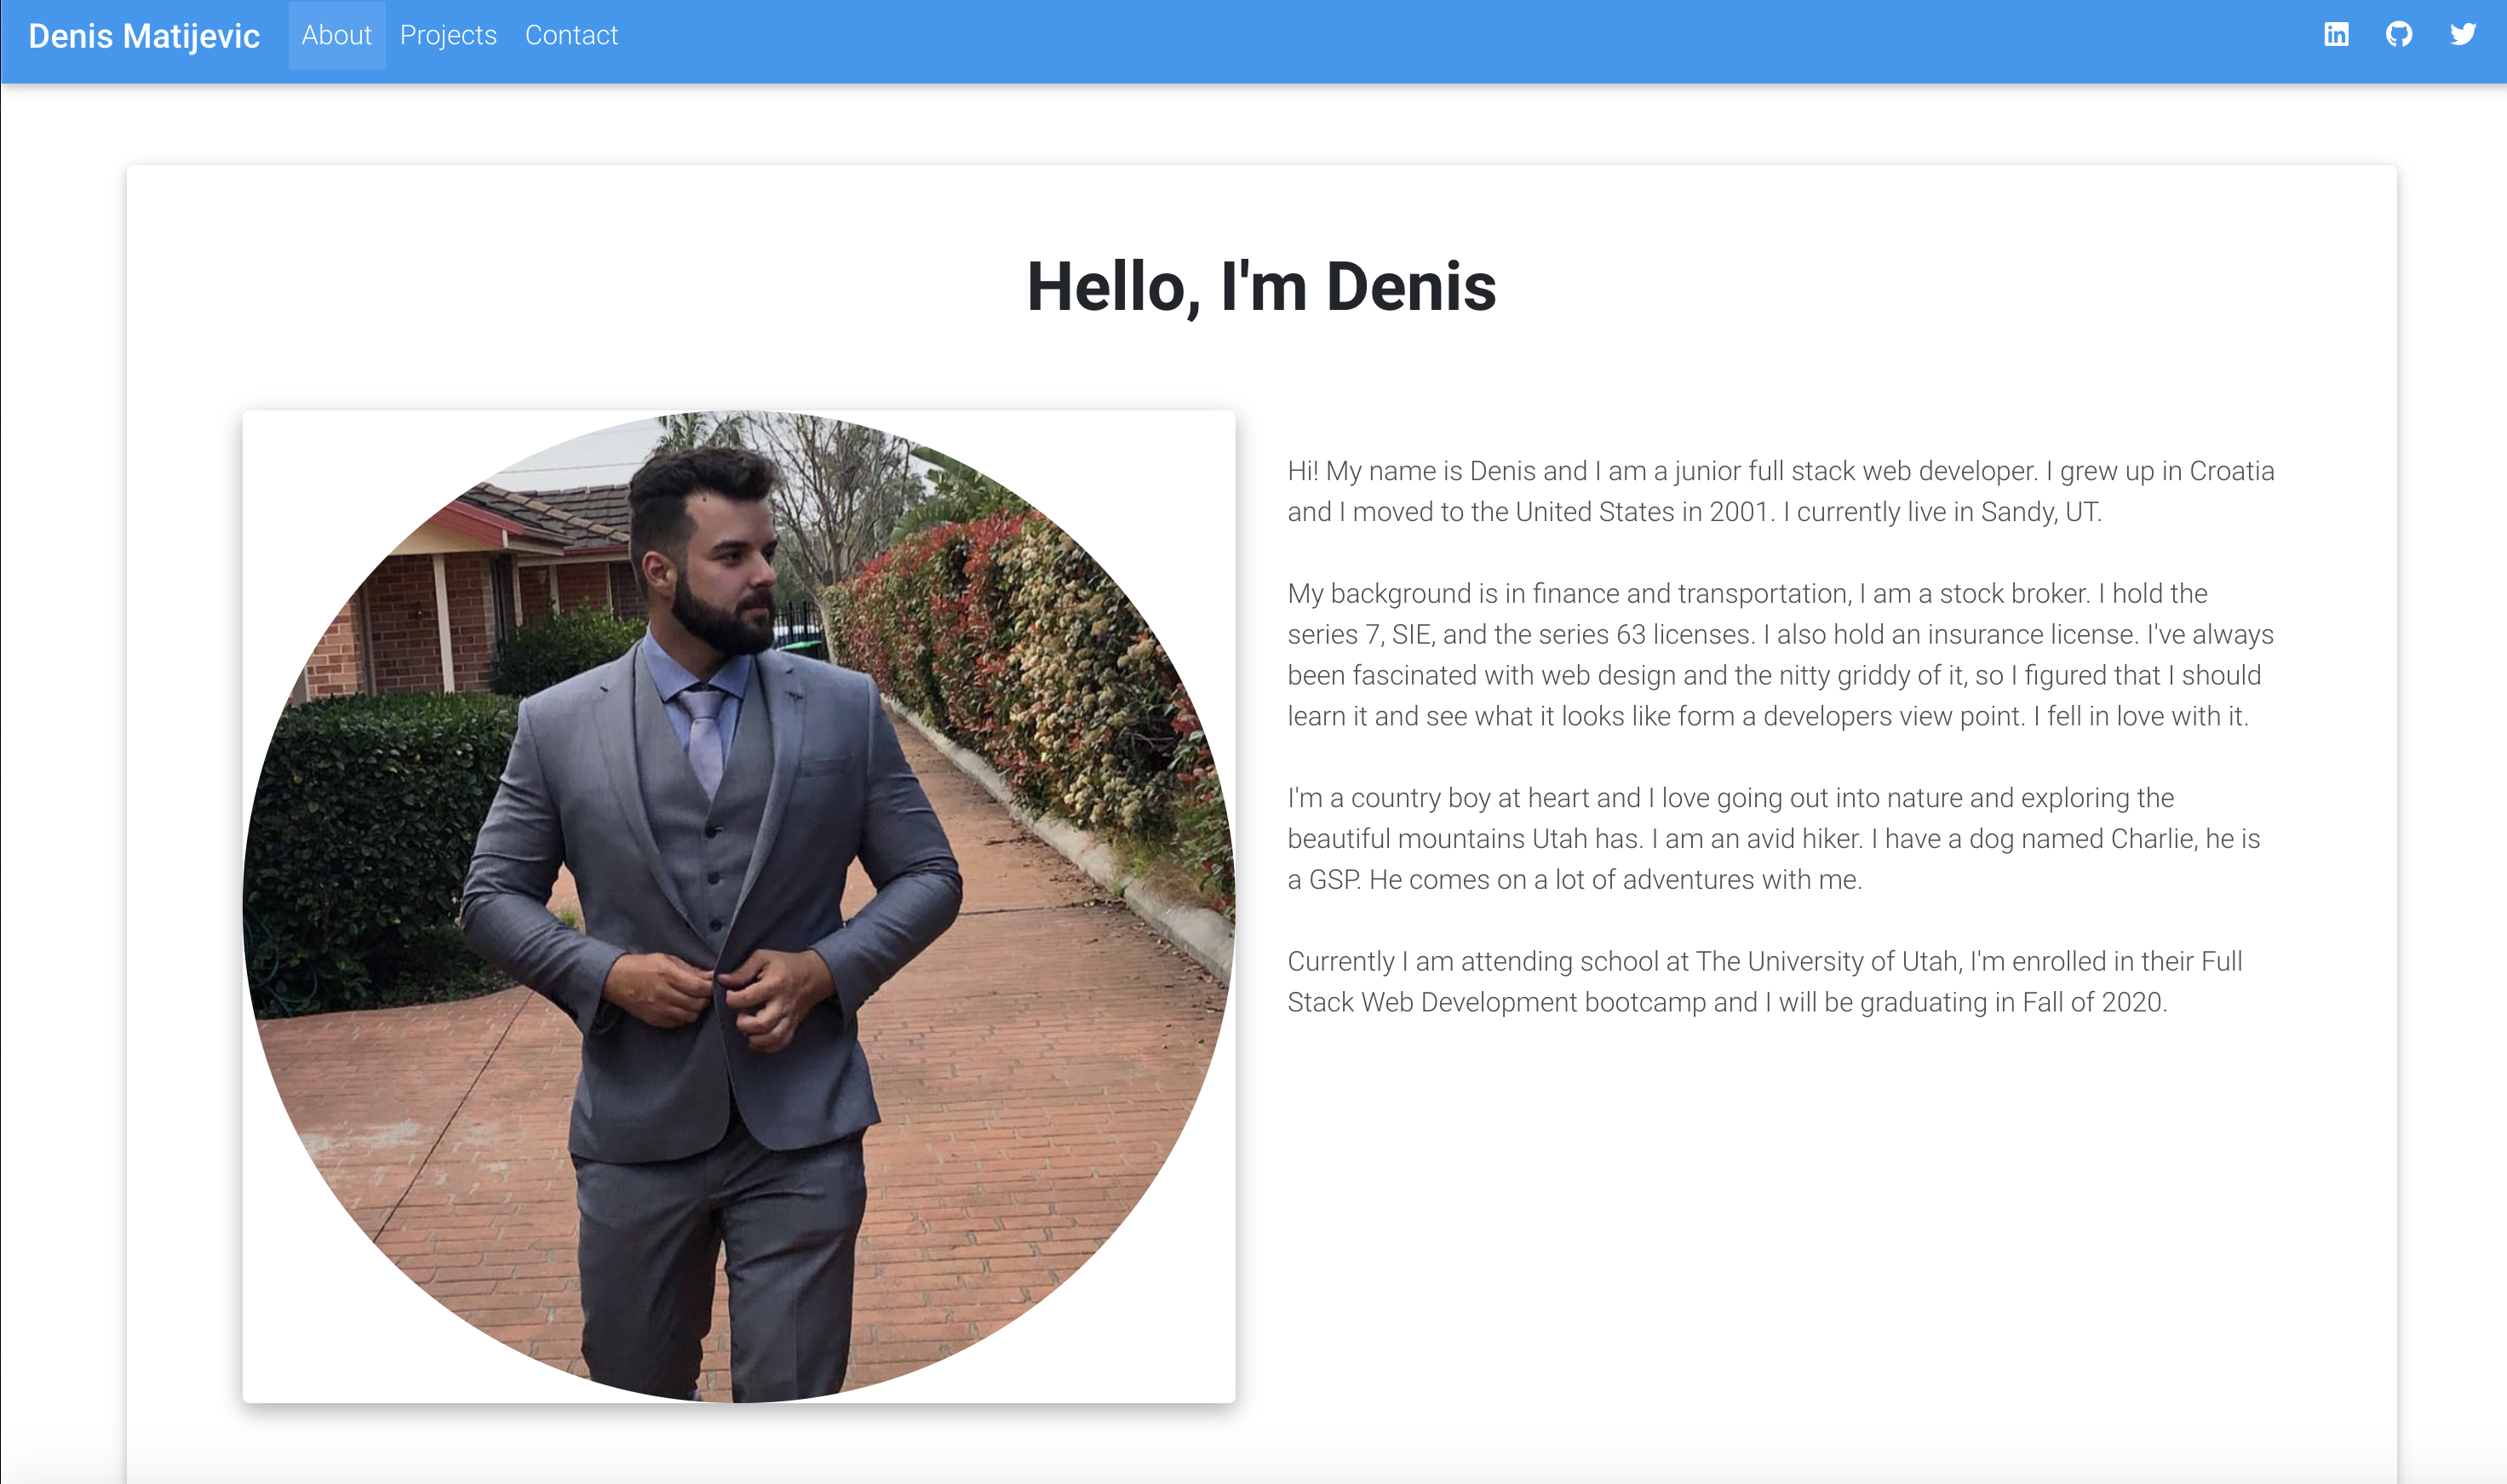 Denis Matijevic About Projects Contact
Hello, I'm Denis
Hi! My name is Denis and I am a junior full stack web developer. I grew up in Croatia
and I moved to the United States in 2001. I currently live in Sandy, UT.
My background is in finance and transportation, I am a stock broker. I hold the
series 7, SIE, and the series 63 licenses. I also hold an insurance license. I've always
been fascinated with web design and the nitty griddy of it, so I figured that I should
learn it and see what it looks like form a developers view point. I fell in love with it.
I'm a country boy at heart and I love going out into nature and exploring the
beautiful mountains Utah has. I am an avid hiker. I have a dog named Charlie, he is
a GSP. He comes on a lot of adventures with me.
Currently I am attending school at The University of Utah, I'm enrolled in their Full
Stack Web Development bootcamp and I will be graduating in Fall of 2020.